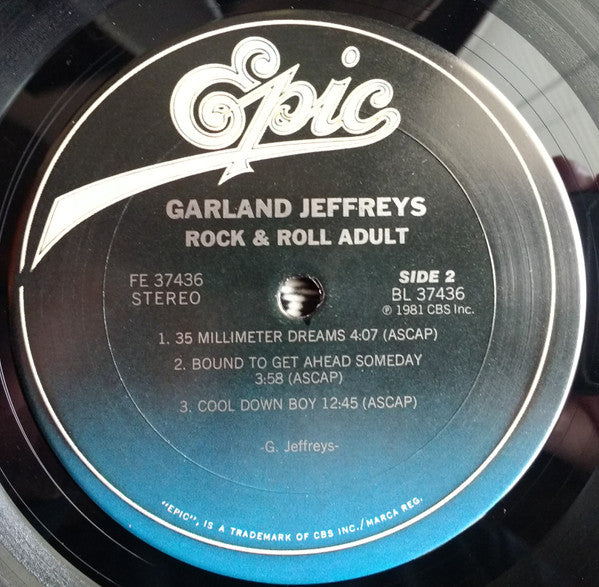 Epic
GARLAND JEFFREYS
ROCK & ROLL ADULT
FE 37436
STEREO
SIDE 2
BL 37436
℗ 1981 CBS Inc.
1. 35 MILLIMETER DREAMS 4:07 (ASCAP)
2. BOUND TO GET AHEAD SOMEDAY
3:58 (ASCAP)
3. COOL DOWN BOY 12:45 (ASCAP)
-G. Jeffreys-
"EPIC", IS A TRADEMARK OF CBS INC./MARCA REG.